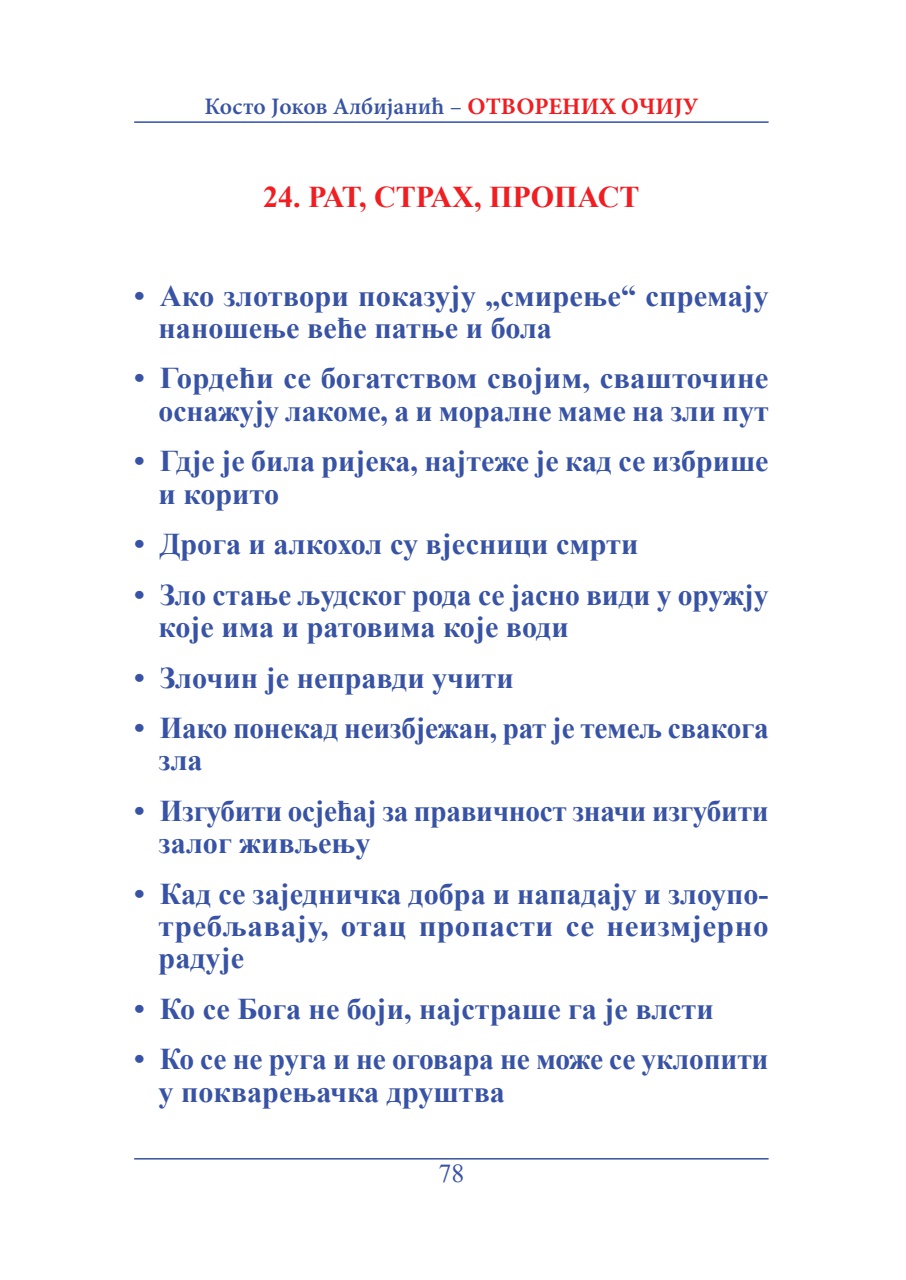 Косто Јоков Албијанић – ОТВОРЕНИХ ОЧИЈУ
24. РАТ, СТРАХ, ПРОПАСТ
• Ако злотвори показују „смирење“ спремају
наношење веће патње и бола
• Гордећи се богатством својим, свашточине
оснажују лакоме, а и моралне маме на зли пут
• Гдје је била ријека, најтеже је кад се избрише
и корито
• Дрога и алкохол су вјесници смрти
• Зло стање људског рода се јасно види у оружју
које има и ратовима које води
• Злочин је неправди учити
• Иако понекад неизбјежан, рат је темељ свакога
зла
• Изгубити осјећај за правичност значи изгубити
залог живљењу
• Кад се заједничка добра и нападају и злоупо-
требљавају, отац пропасти се неизмјерно
радује
• Ко се Бога не боји, најстраше га је влсти
• Ко се не руга и не оговара не може се уклопити
у покварењачка друштва
78